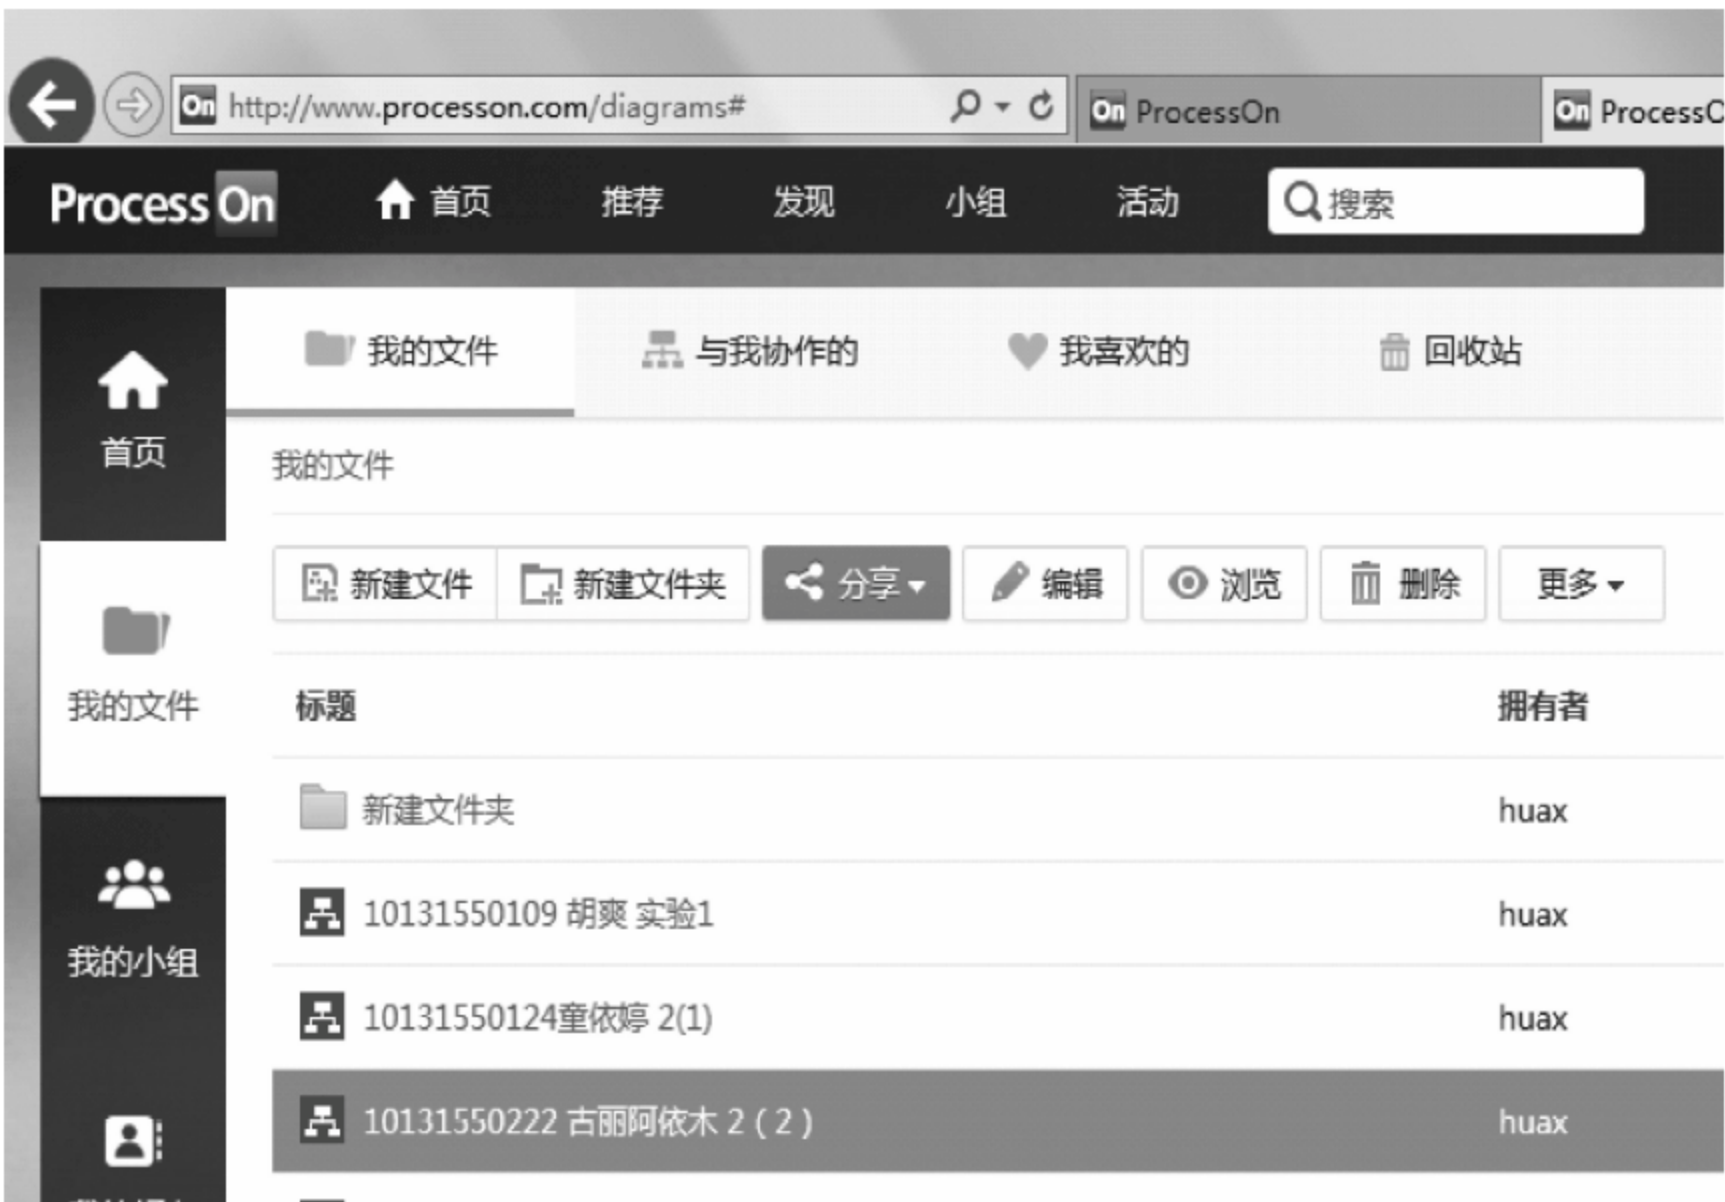 On http://www.processon.com/diagrams# On ProcessOn On ProcessO
ProcessOn 首页 推荐 发现 小组 活动 搜索
我的文件 与我协作的 我喜欢的 回收站
首页
我的文件
新建文件 新建文件夹 分享 编辑 浏览 删除 更多
我的文件
标题 拥有者
新建文件夹 huax
10131550109 胡爽 实验1 huax
我的小组
10131550124童依婷 2(1) huax
10131550222 古丽阿依木 2 ( 2 ) huax